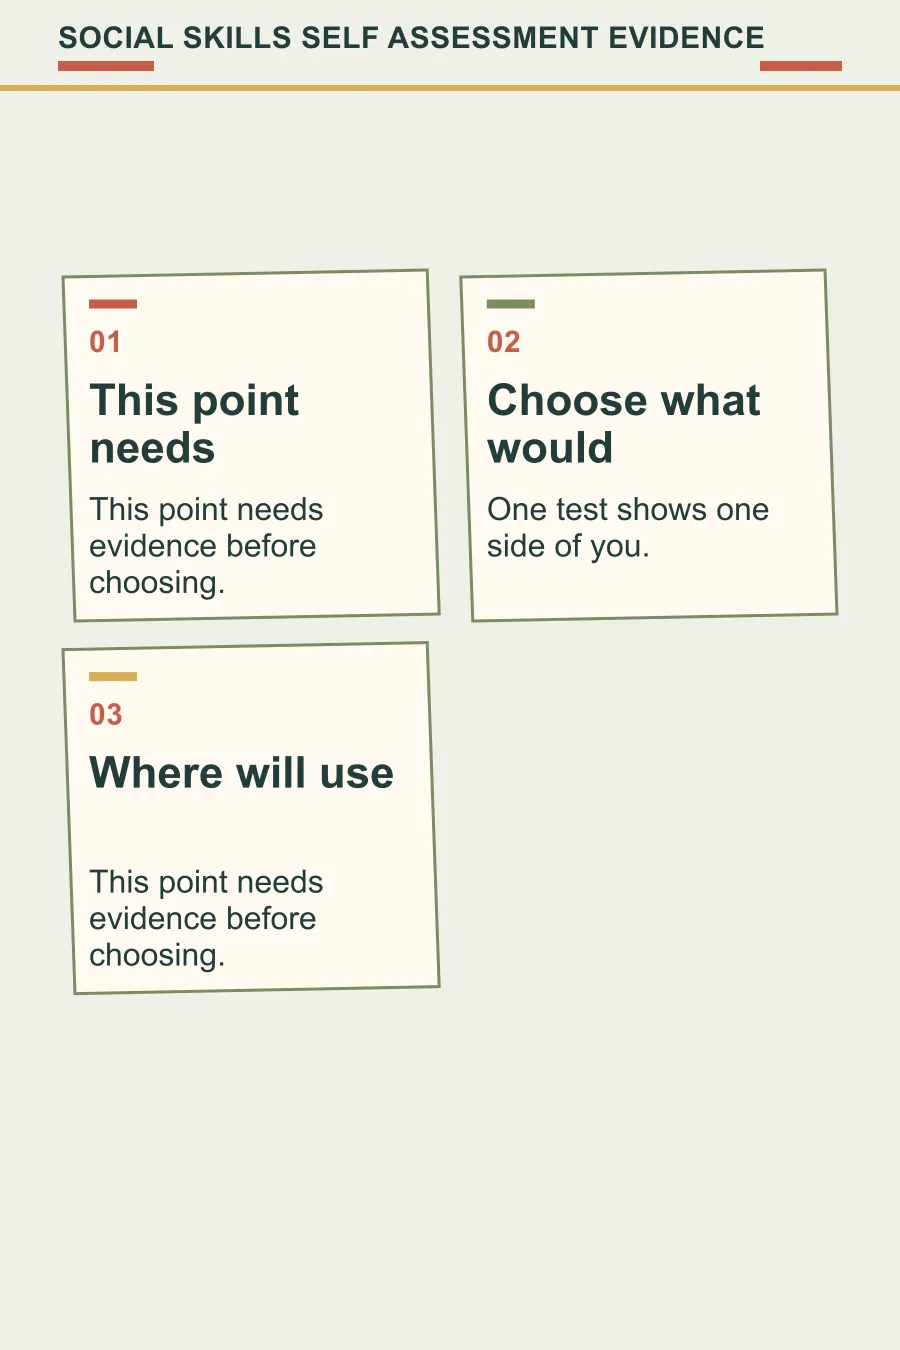 SOCIAL SKILLS SELF ASSESSMENT EVIDENCE
01
This point
needs
This point needs
evidence before
choosing.
02
Choose what
would
One test shows one
side of you.
03
Where will use
This point needs
evidence before
choosing.